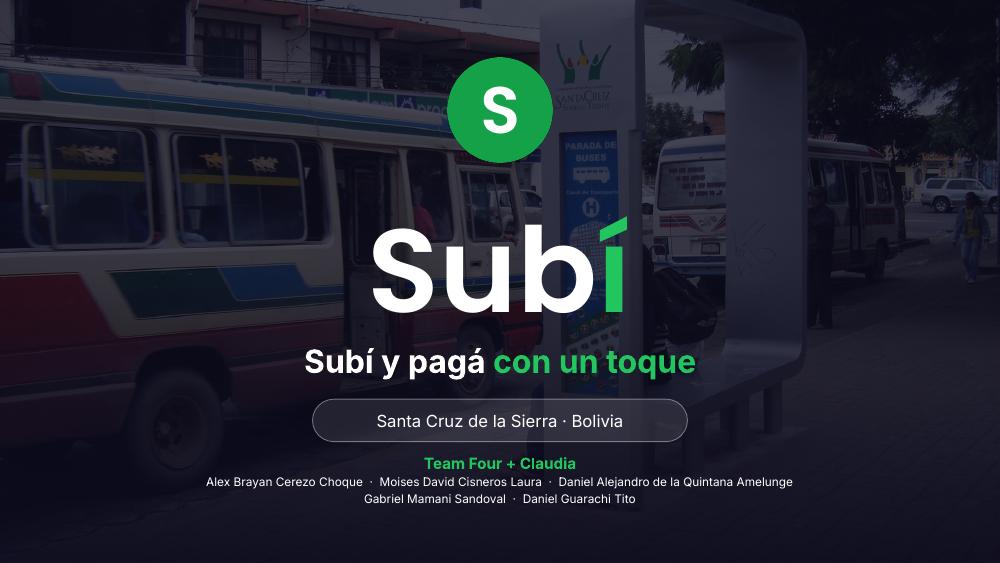 S
SANTA CRUZ
PARADA DE
BUSES
H
Subí
Subí y pagá con un toque
Santa Cruz de la Sierra · Bolivia
Team Four + Claudia
Alex Brayan Cerezo Choque · Moises David Cisneros Laura · Daniel Alejandro de la Quintana Amelunge
Gabriel Mamani Sandoval · Daniel Guarachi Tito